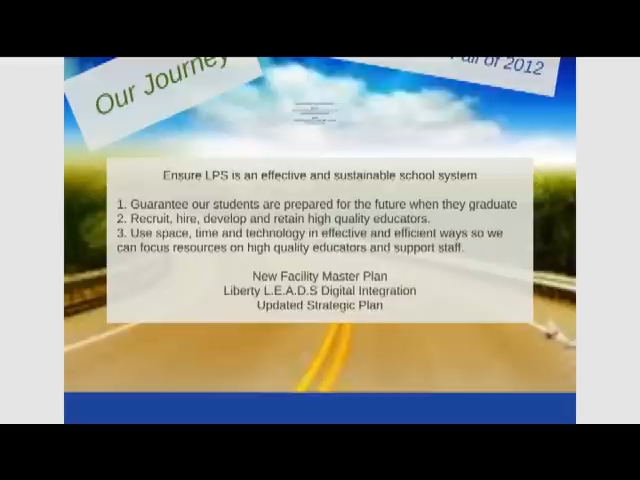 Our Journey
Fall of 2012
Ensure LPS is an effective and sustainable school system
1. Guarantee our students are prepared for the future when they graduate
2. Recruit, hire, develop and retain high quality educators.
3. Use space, time and technology in effective and efficient ways so we
can focus resources on high quality educators and support staff.
New Facility Master Plan
Liberty L.E.A.D.S Digital Integration
Updated Strategic Plan